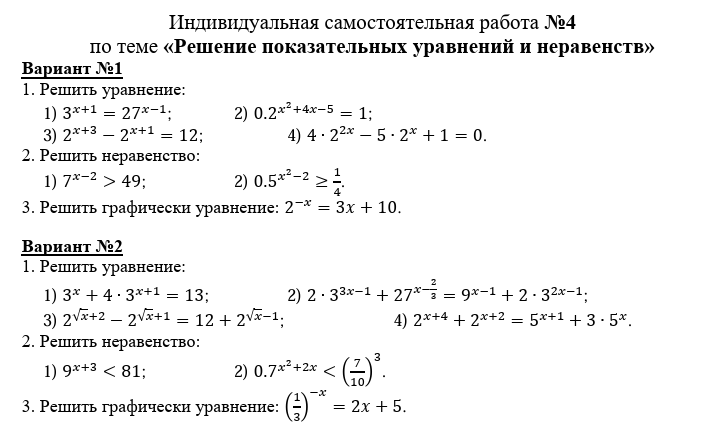 Индивидуальная самостоятельная работа №4
по теме «Решение показательных уравнений и неравенств»
Вариант №1
1. Решить уравнение:
1) 3^{x+1} = 27^{x−1}; 2) 0.2^{x^2+4x−5} = 1;
3) 2^{x+3} − 2^{x+1} = 12; 4) 4 · 2^{2x} − 5 · 2^x + 1 = 0.
2. Решить неравенство:
1) 7^{x−2} > 49; 2) 0.5^{x^2−2} ≥ 1/4.
3. Решить графически уравнение: 2^{−x} = 3x + 10.
Вариант №2
1. Решить уравнение:
1) 3^x + 4 · 3^{x+1} = 13; 2) 2 · 3^{3x−1} + 27^{x−2/3} = 9^{x−1} + 2 · 3^{2x−1};
3) 2^{√x+2} − 2^{√x+1} = 12 + 2^{√x−1}; 4) 2^{x+4} + 2^{x+2} = 5^{x+1} + 3 · 5^x.
2. Решить неравенство:
1) 9^{x+3} < 81; 2) 0.7^{x^2+2x} < (7/10)^3.
3. Решить графически уравнение: (1/3)^{−x} = 2x + 5.